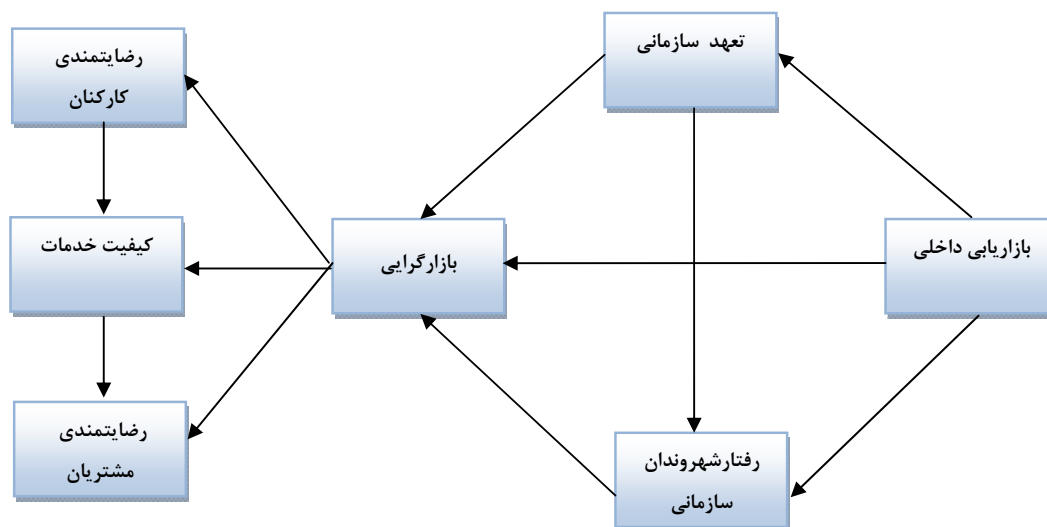 تعهد سازمانی
رضایتمندی
کارکنان
بازاریابی داخلی
بازارگرایی
کیفیت خدمات
رفتارشهروندان
سازمانی
رضایتمندی
مشتریان